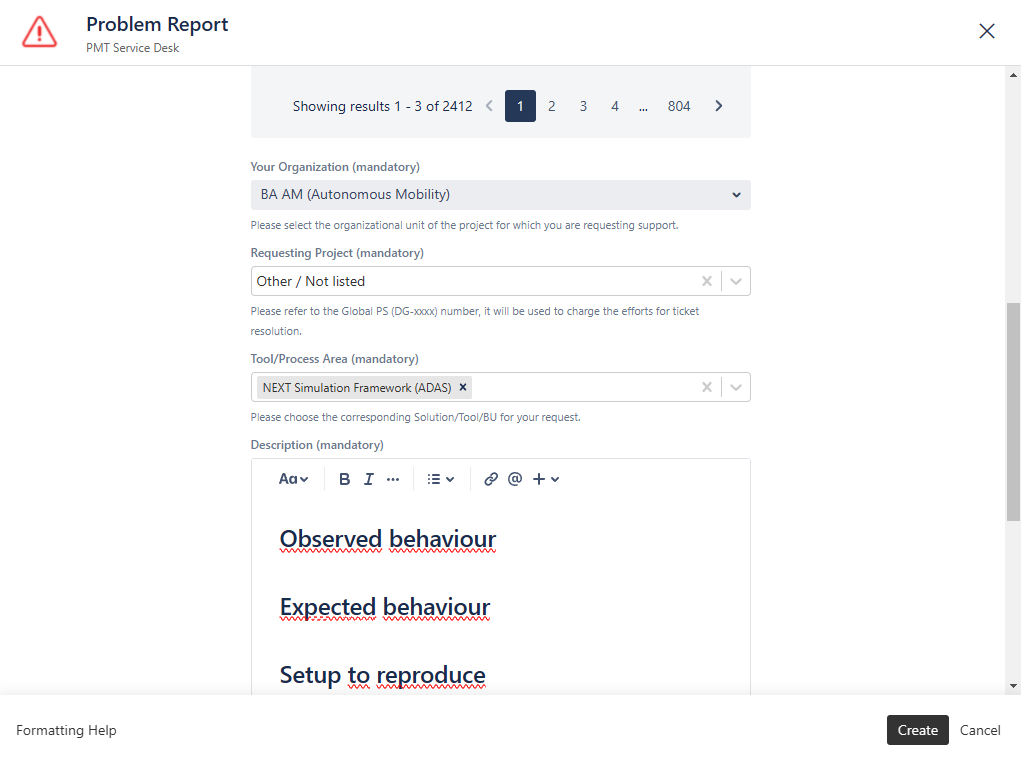 Problem Report
PMT Service Desk
Showing results 1 - 3 of 2412 1 2 3 4 ... 804
Your Organization (mandatory)
BA AM (Autonomous Mobility)
Please select the organizational unit of the project for which you are requesting support.
Requesting Project (mandatory)
Other / Not listed
Please refer to the Global PS (DG-xxxx) number, it will be used to charge the efforts for ticket
resolution.
Tool/Process Area (mandatory)
NEXT Simulation Framework (ADAS)
Please choose the corresponding Solution/Tool/BU for your request.
Description (mandatory)
Aa B I ... @ +
Observed behaviour
Expected behaviour
Setup to reproduce
Formatting Help Create Cancel